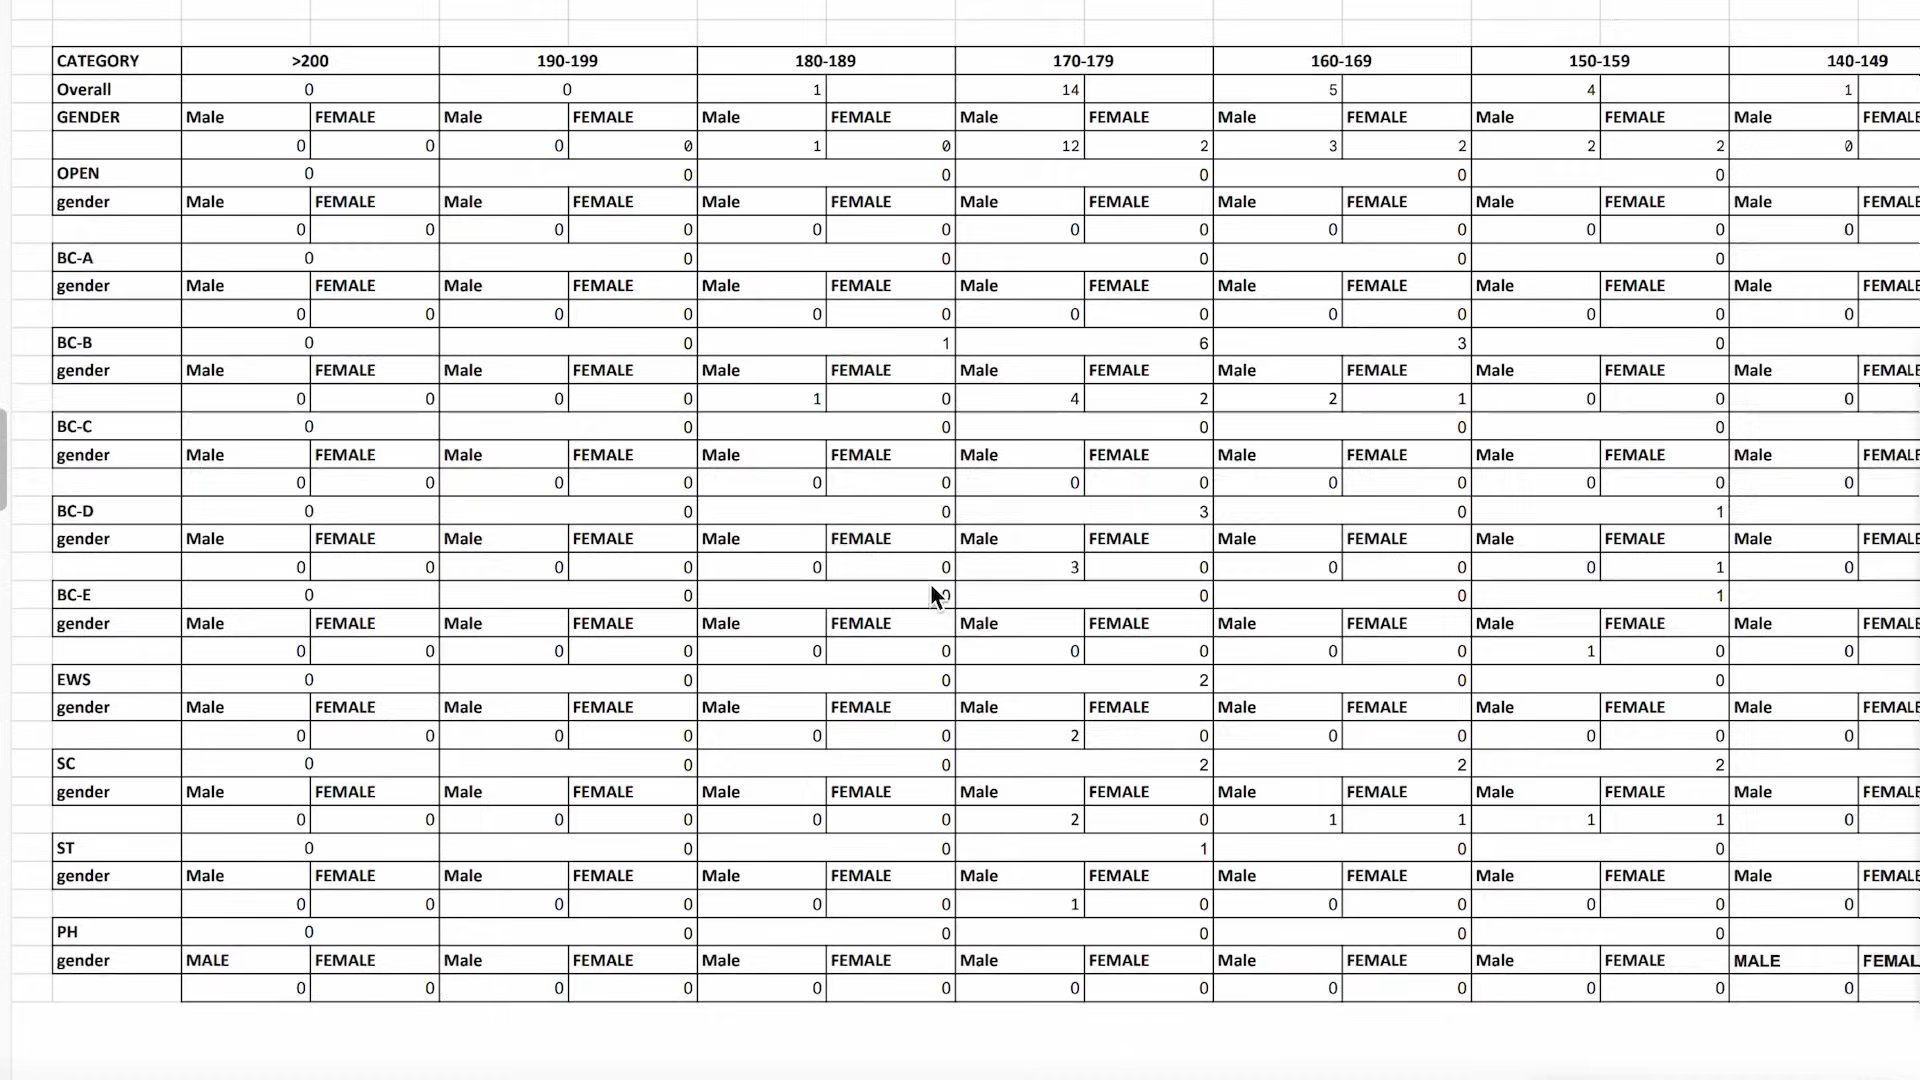 CATEGORY >200 190-199 180-189 170-179 160-169 150-159 140-149
Overall 0 0 1 14 5 4 1
GENDER Male FEMALE Male FEMALE Male FEMALE Male FEMALE Male FEMALE Male FEMALE Male FEMALE
0 0 0 0 1 0 12 2 3 2 2 2 0
OPEN 0 0 0 0 0 0
gender Male FEMALE Male FEMALE Male FEMALE Male FEMALE Male FEMALE Male FEMALE Male FEMALE
0 0 0 0 0 0 0 0 0 0 0 0 0
BC-A 0 0 0 0 0 0
gender Male FEMALE Male FEMALE Male FEMALE Male FEMALE Male FEMALE Male FEMALE Male FEMALE
0 0 0 0 0 0 0 0 0 0 0 0 0
BC-B 0 0 1 6 3 0
gender Male FEMALE Male FEMALE Male FEMALE Male FEMALE Male FEMALE Male FEMALE Male FEMALE
0 0 0 0 1 0 4 2 2 1 0 0 0
BC-C 0 0 0 0 0 0
gender Male FEMALE Male FEMALE Male FEMALE Male FEMALE Male FEMALE Male FEMALE Male FEMALE
0 0 0 0 0 0 0 0 0 0 0 0 0
BC-D 0 0 0 3 0 1
gender Male FEMALE Male FEMALE Male FEMALE Male FEMALE Male FEMALE Male FEMALE Male FEMALE
0 0 0 0 0 0 3 0 0 0 0 1 0
BC-E 0 0 0 0 0 1
gender Male FEMALE Male FEMALE Male FEMALE Male FEMALE Male FEMALE Male FEMALE Male FEMALE
0 0 0 0 0 0 0 0 0 0 1 0 0
EWS 0 0 0 2 0 0
gender Male FEMALE Male FEMALE Male FEMALE Male FEMALE Male FEMALE Male FEMALE Male FEMALE
0 0 0 0 0 0 2 0 0 0 0 0 0
SC 0 0 0 2 2 2
gender Male FEMALE Male FEMALE Male FEMALE Male FEMALE Male FEMALE Male FEMALE Male FEMALE
0 0 0 0 0 0 2 0 1 1 1 1 0
ST 0 0 0 1 0 0
gender Male FEMALE Male FEMALE Male FEMALE Male FEMALE Male FEMALE Male FEMALE Male FEMALE
0 0 0 0 0 0 1 0 0 0 0 0 0
PH 0 0 0 0 0 0
gender MALE FEMALE Male FEMALE Male FEMALE Male FEMALE Male FEMALE Male FEMALE MALE FEMAL
0 0 0 0 0 0 0 0 0 0 0 0 0